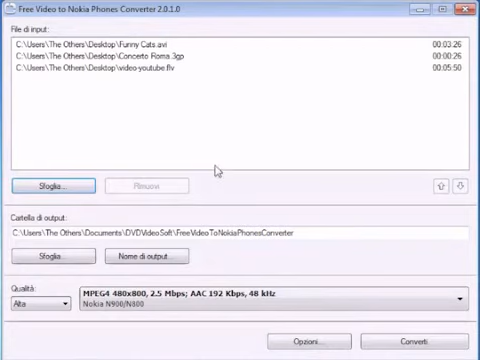 Free Video to Nokia Phones Converter 2.0.1.0
File di input:
C:\Users\The Others\Desktop\Funny Cats.avi 00:03:26
C:\Users\The Others\Desktop\Concerto Roma.3gp 00:00:26
C:\Users\The Others\Desktop\video-youtube.flv 00:05:50
Sfoglia... Rimuovi
Cartella di output:
C:\Users\The Others\Documents\DVDVideoSoft\FreeVideoToNokiaPhonesConverter
Sfoglia... Nome di output...
Qualità:
MPEG4 480x800, 2.5 Mbps; AAC 192 Kbps, 48 kHz
Alta Nokia N900/N800
Opzioni... Converti